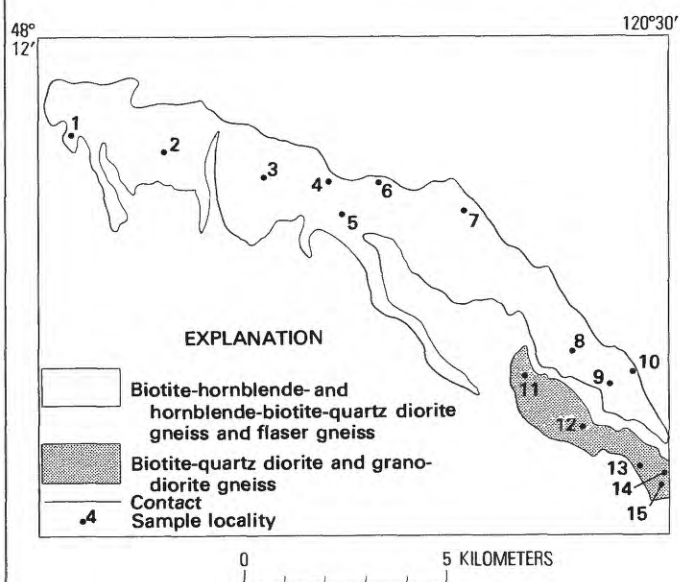 48°
12′
120°30′
1
2
3
4
5
6
7
8
9
10
11
12
13
14
15
EXPLANATION
Biotite-hornblende- and
hornblende-biotite-quartz diorite
gneiss and flaser gneiss
Biotite-quartz diorite and grano-
diorite gneiss
Contact
4
Sample locality
0 5 KILOMETERS